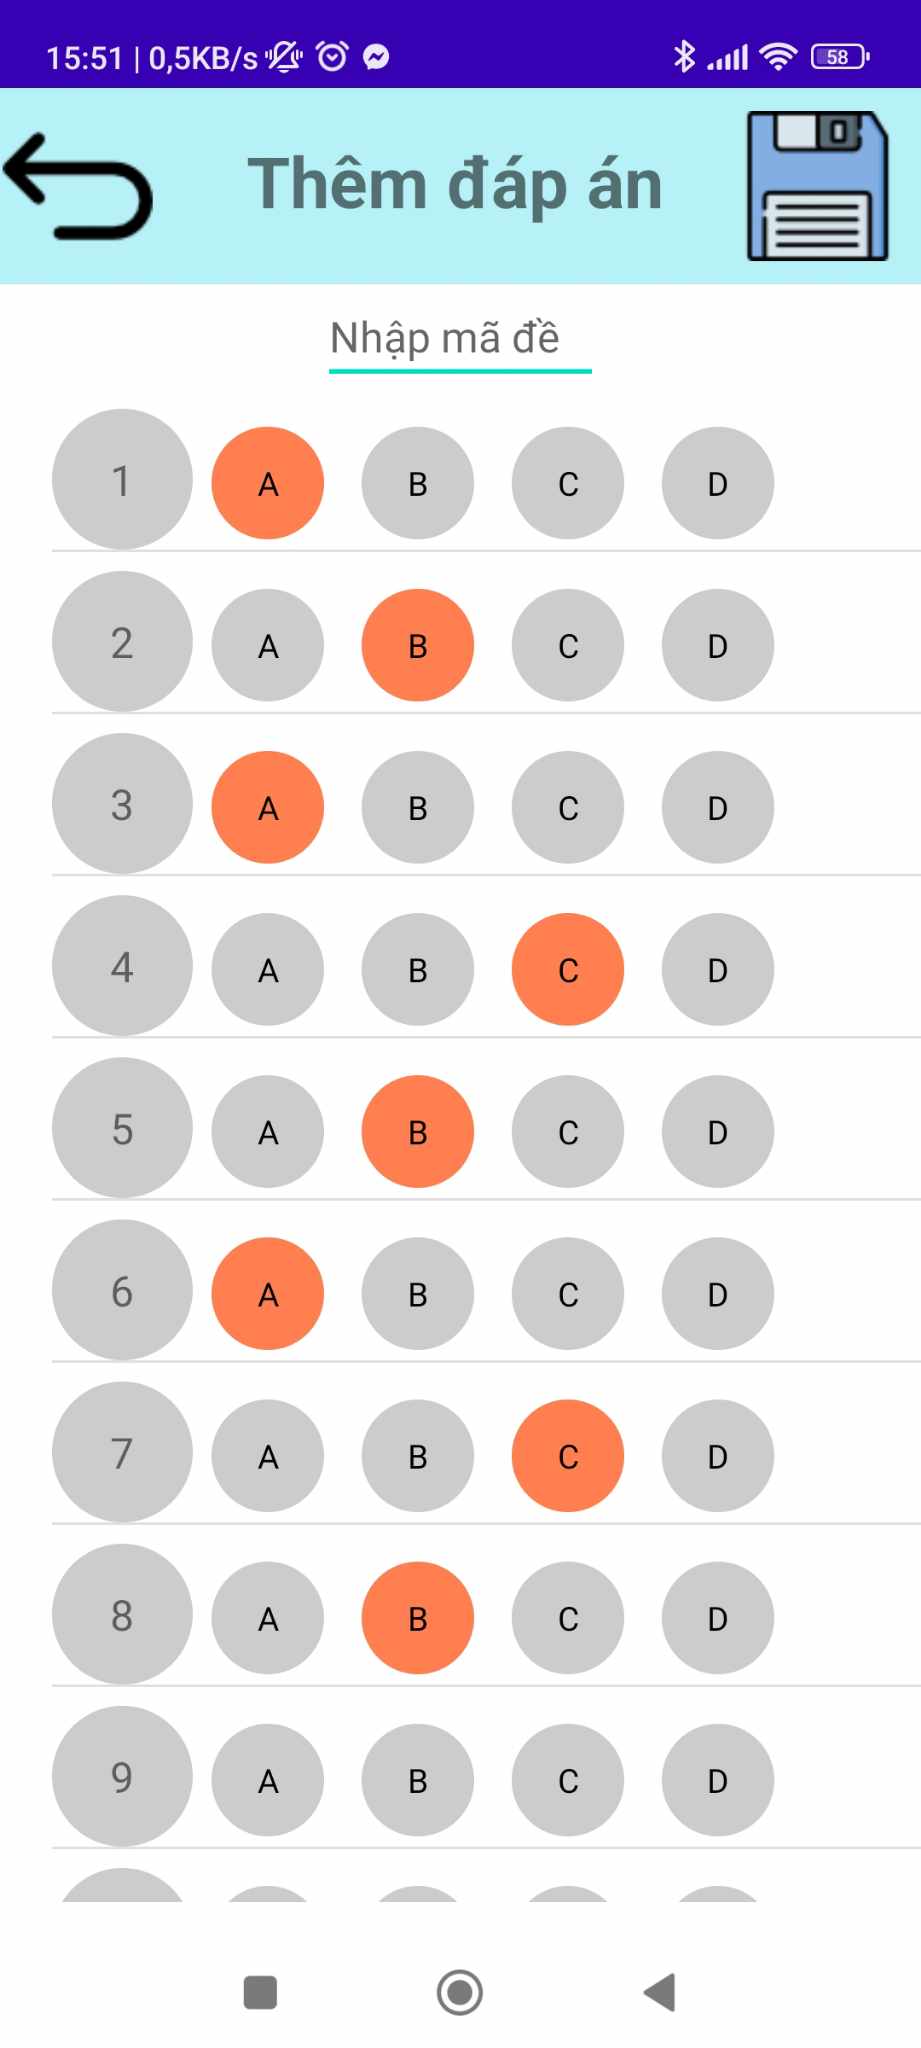 15:51 | 0,5KB/s 58
Thêm đáp án
Nhập mã đề
1 A B C D
2 A B C D
3 A B C D
4 A B C D
5 A B C D
6 A B C D
7 A B C D
8 A B C D
9 A B C D